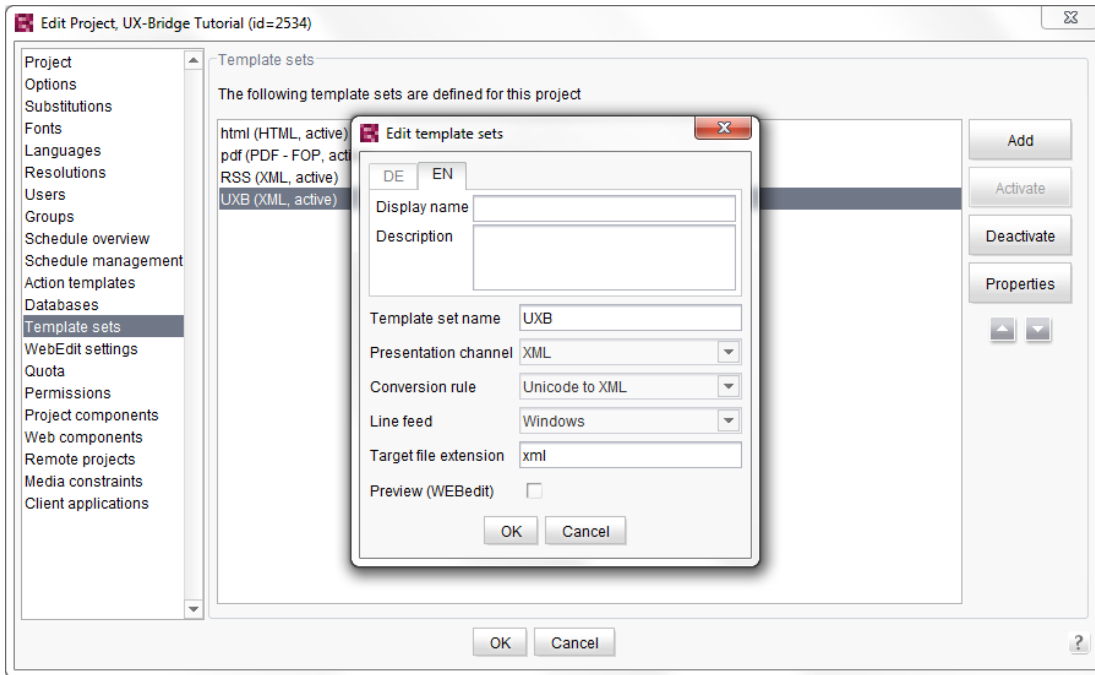 Edit Project, UX-Bridge Tutorial (id=2534)
Project
Options
Substitutions
Fonts
Languages
Resolutions
Users
Groups
Schedule overview
Schedule management
Action templates
Databases
Template sets
WebEdit settings
Quota
Permissions
Project components
Web components
Remote projects
Media constraints
Client applications
Template sets
The following template sets are defined for this project
html (HTML, active)
pdf (PDF - FOP, acti
RSS (XML, active)
UXB (XML, active)
Edit template sets
DE EN
Display name
Description
Template set name UXB
Presentation channel XML
Conversion rule Unicode to XML
Line feed Windows
Target file extension xml
Preview (WEBedit)
OK Cancel
Add
Activate
Deactivate
Properties
OK Cancel
?